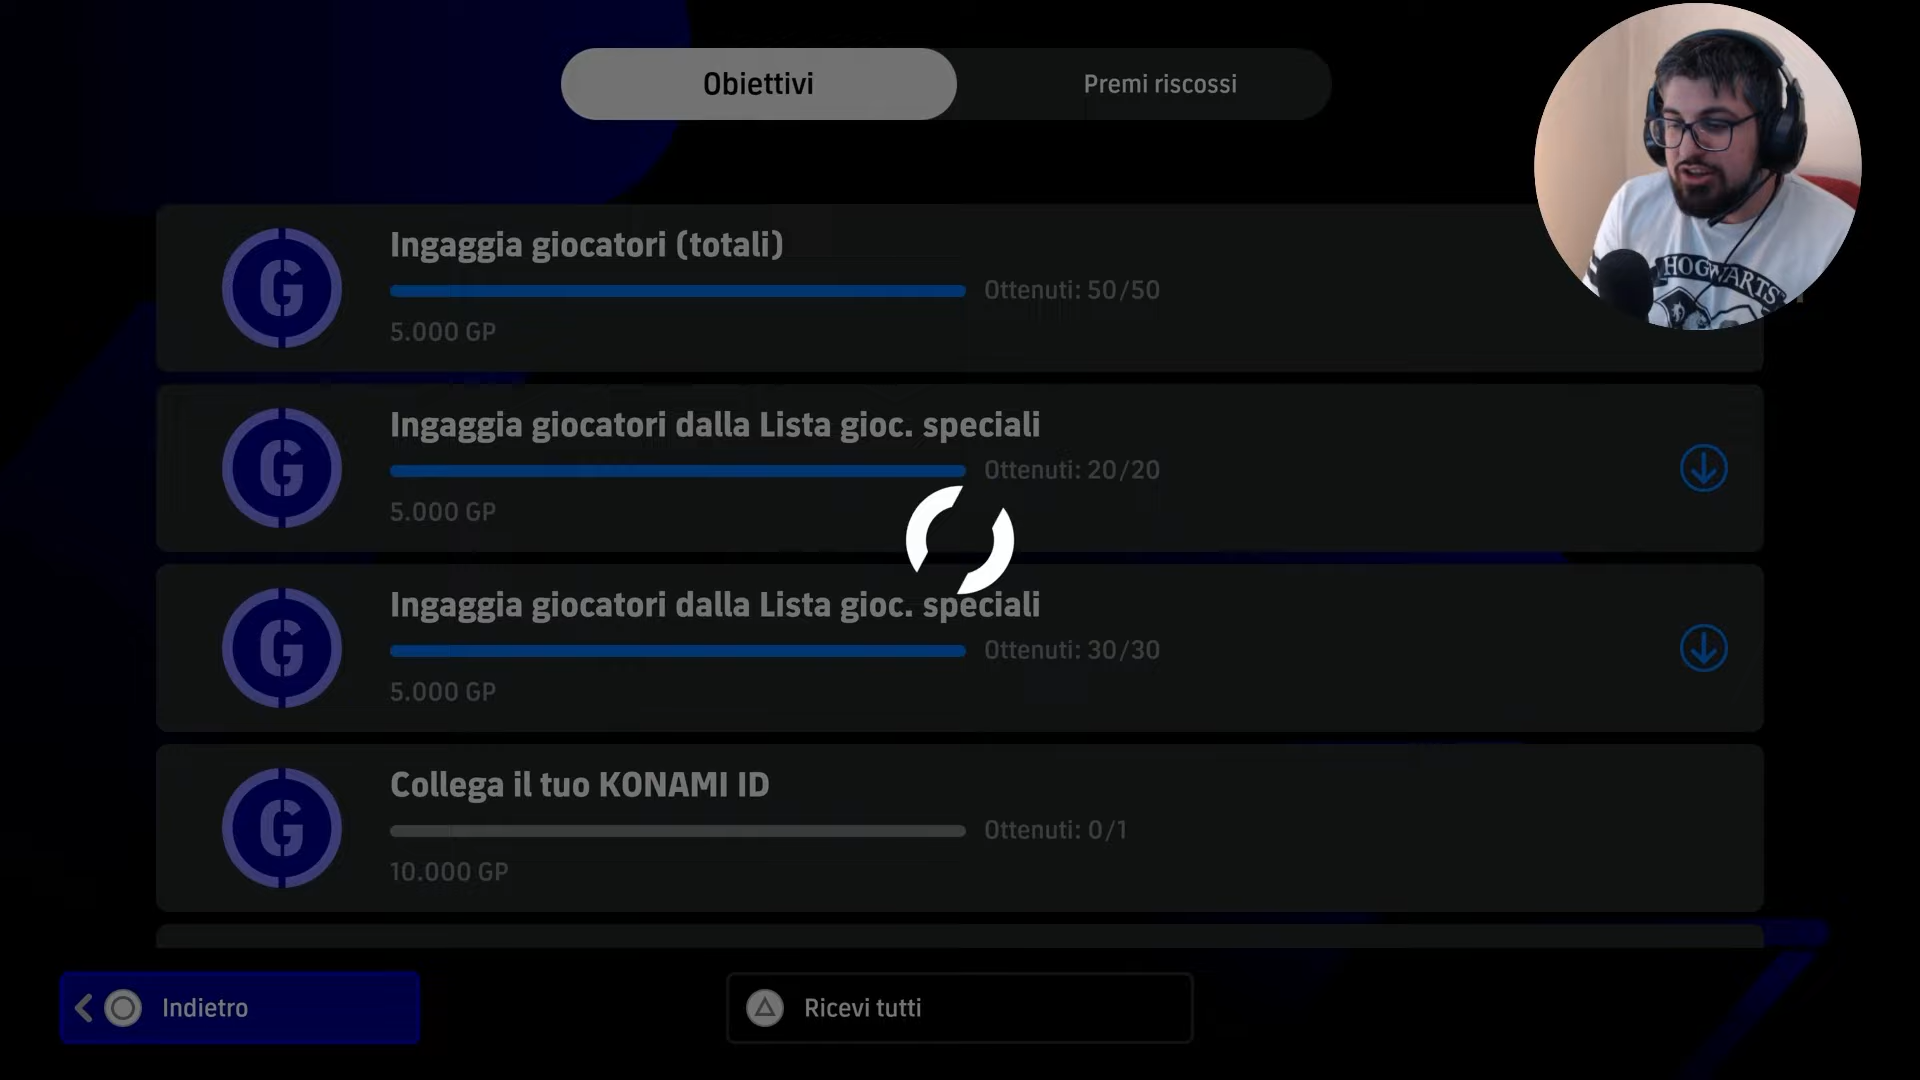 Obiettivi
Premi riscossi
Ingaggia giocatori (totali)
Ottenuti: 50/50
5.000 GP
Ingaggia giocatori dalla Lista gioc. speciali
Ottenuti: 20/20
5.000 GP
Ingaggia giocatori dalla Lista gioc. speciali
Ottenuti: 30/30
5.000 GP
Collega il tuo KONAMI ID
Ottenuti: 0/1
10.000 GP
Indietro
Ricevi tutti
HOGWARTS